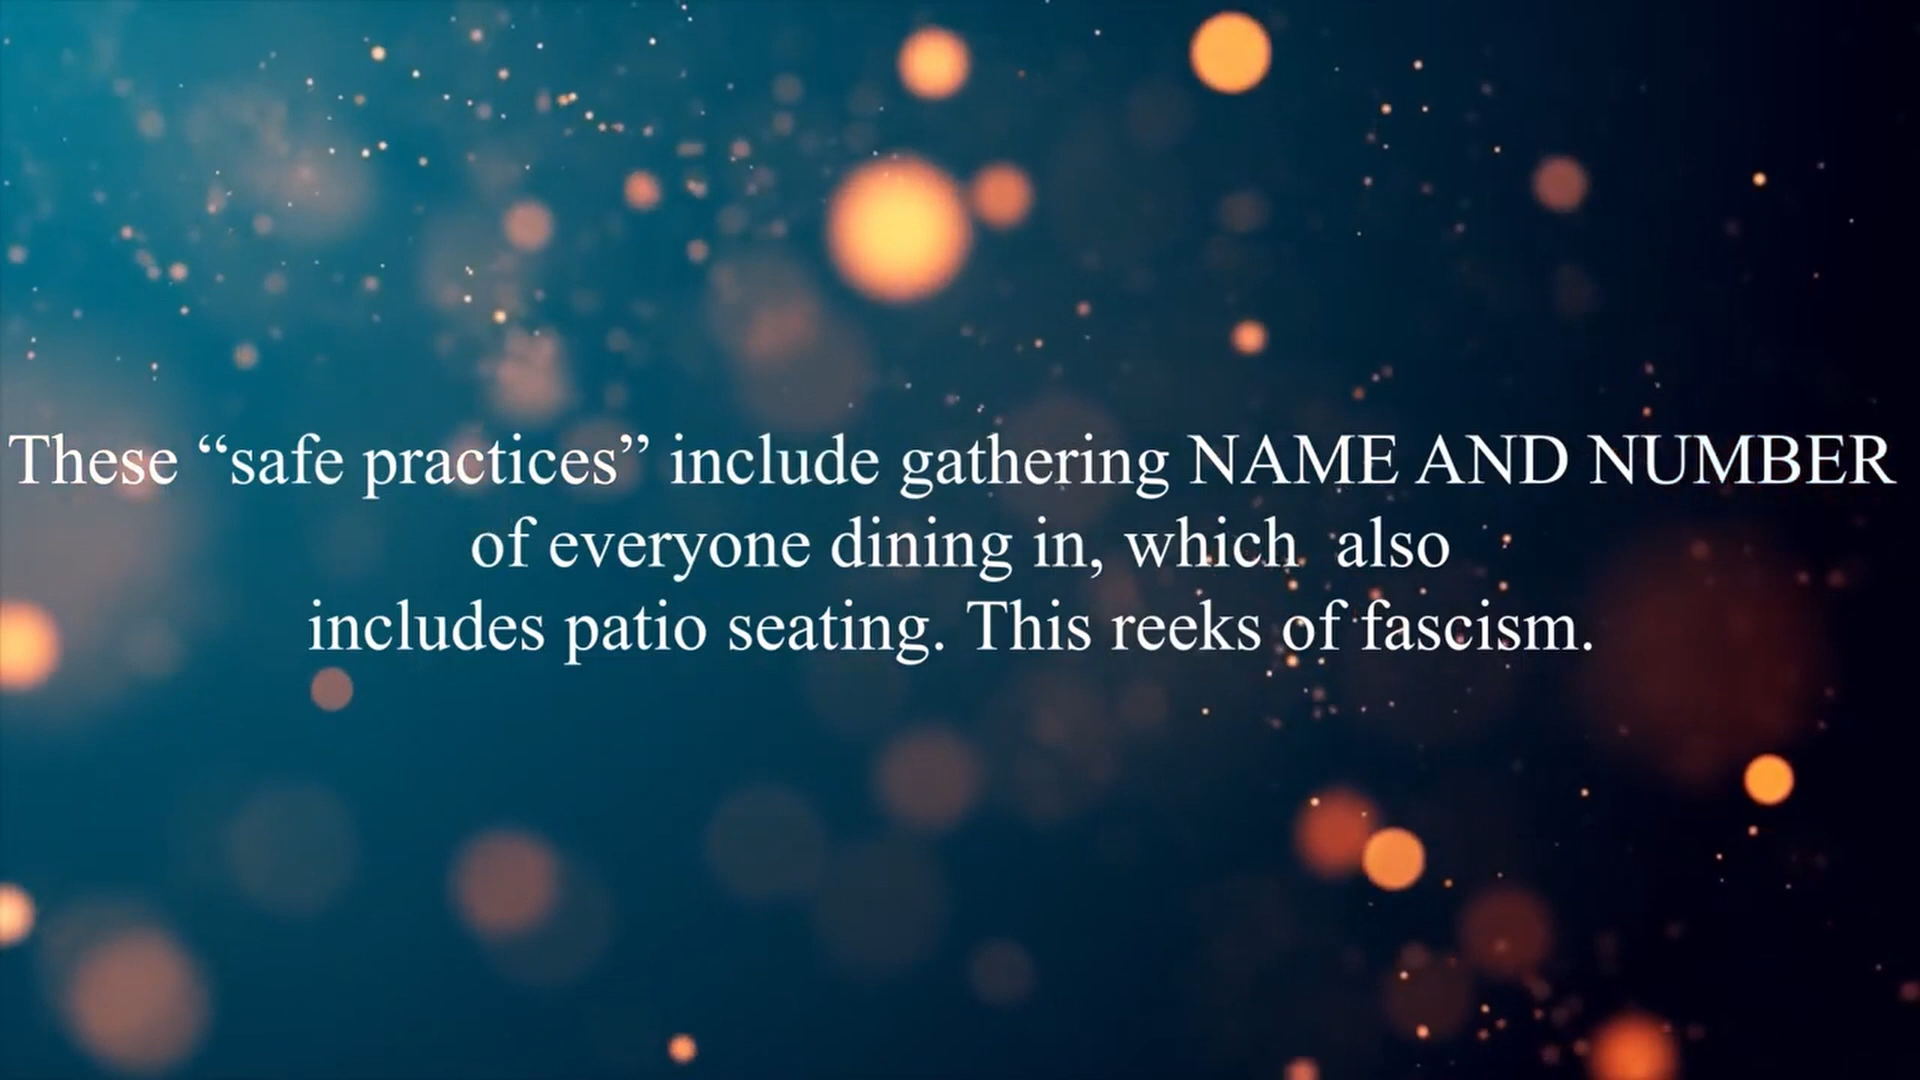 These “safe practices” include gathering NAME AND NUMBER
of everyone dining in, which  also
includes patio seating. This reeks of fascism.